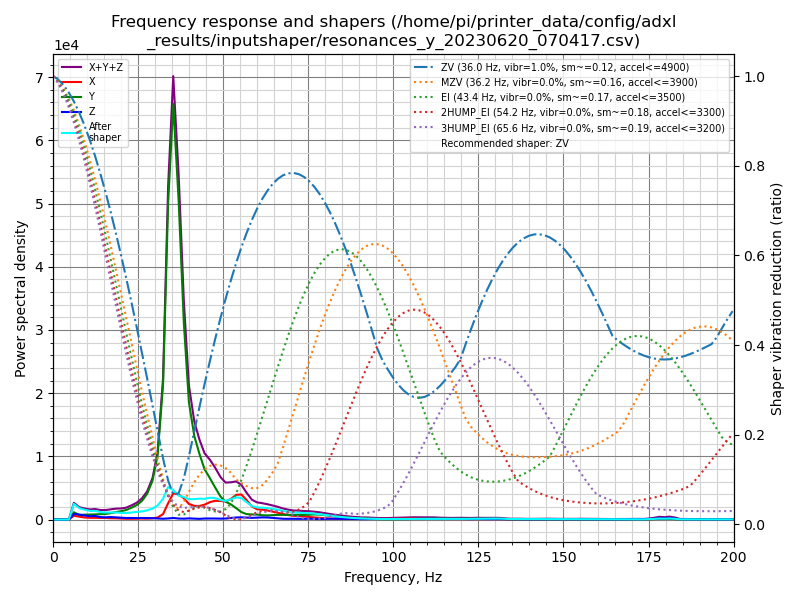 Frequency response and shapers (/home/pi/printer_data/config/adxl
_results/inputshaper/resonances_y_20230620_070417.csv)
1e4
X+Y+Z
X
Y
Z
After
shaper
ZV (36.0 Hz, vibr=1.0%, sm~=0.12, accel<=4900)
MZV (36.2 Hz, vibr=0.0%, sm~=0.16, accel<=3900)
EI (43.4 Hz, vibr=0.0%, sm~=0.17, accel<=3500)
2HUMP_EI (54.2 Hz, vibr=0.0%, sm~=0.18, accel<=3300)
3HUMP_EI (65.6 Hz, vibr=0.0%, sm~=0.19, accel<=3200)
Recommended shaper: ZV
Power spectral density
7
6
5
4
3
2
1
0
1.0
0.8
0.6
0.4
0.2
0.0
Shaper vibration reduction (ratio)
0 25 50 75 100 125 150 175 200
Frequency, Hz